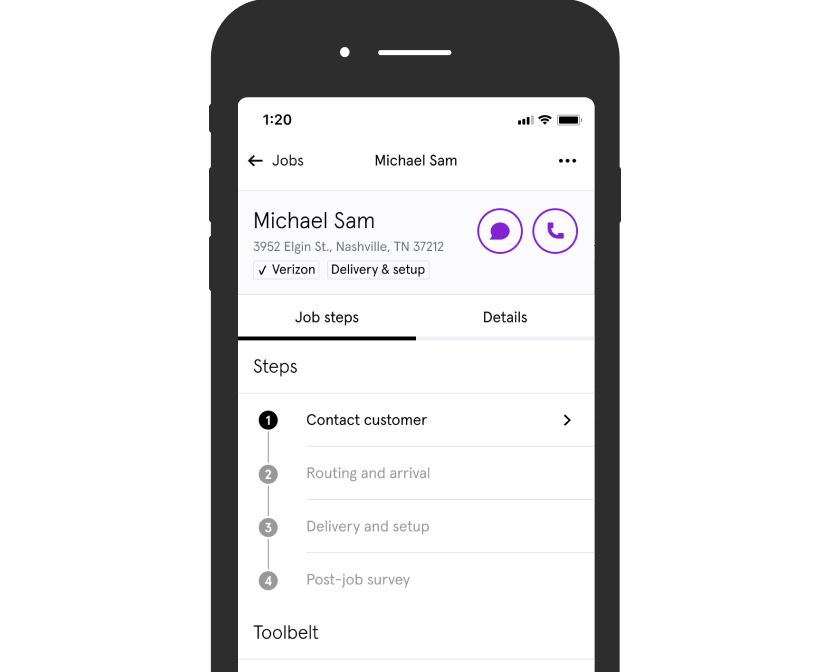 1:20
Jobs
Michael Sam
Michael Sam
3952 Elgin St., Nashville, TN 37212
✓ Verizon
Delivery & setup
Job steps
Details
Steps
1 Contact customer
2 Routing and arrival
3 Delivery and setup
4 Post-job survey
Toolbelt